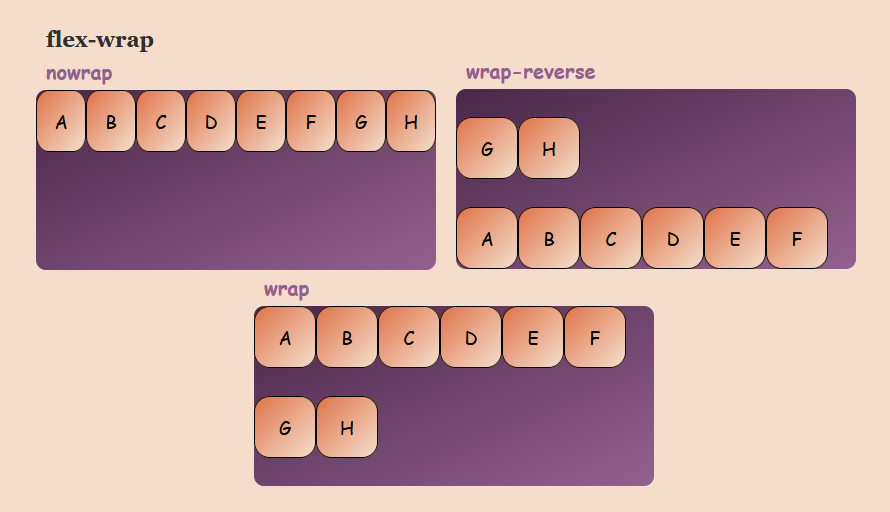 flex-wrap
nowrap
A B C D E F G H
wrap-reverse
G H
A B C D E F
wrap
A B C D E F
G H